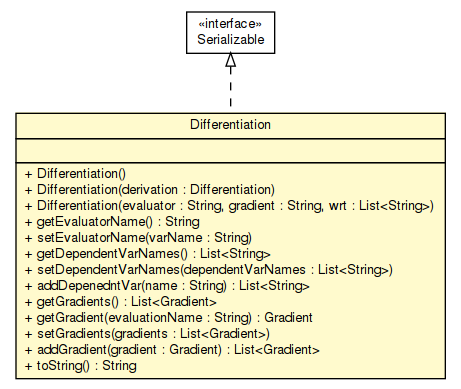 «interface»
Serializable
Differentiation
+ Differentiation()
+ Differentiation(derivation : Differentiation)
+ Differentiation(evaluator : String, gradient : String, wrt : List<String>)
+ getEvaluatorName() : String
+ setEvaluatorName(varName : String)
+ getDependentVarNames() : List<String>
+ setDependentVarNames(dependentVarNames : List<String>)
+ addDepenedntVar(name : String) : List<String>
+ getGradients() : List<Gradient>
+ getGradient(evaluationName : String) : Gradient
+ setGradients(gradients : List<Gradient>)
+ addGradient(gradient : Gradient) : List<Gradient>
+ toString() : String